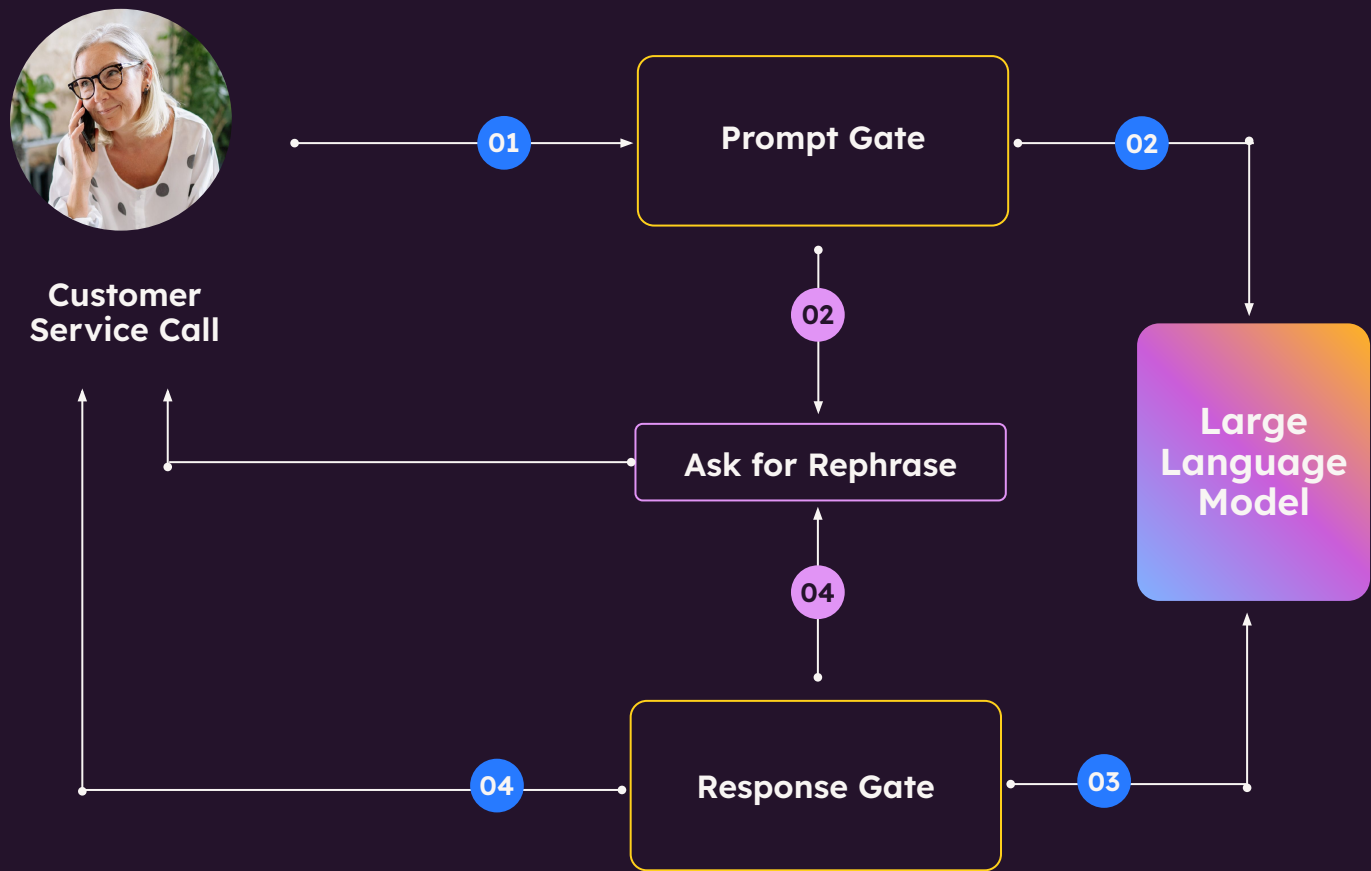 01
Prompt Gate
02
Customer
Service Call
02
Large
Language
Model
Ask for Rephrase
04
04
Response Gate
03